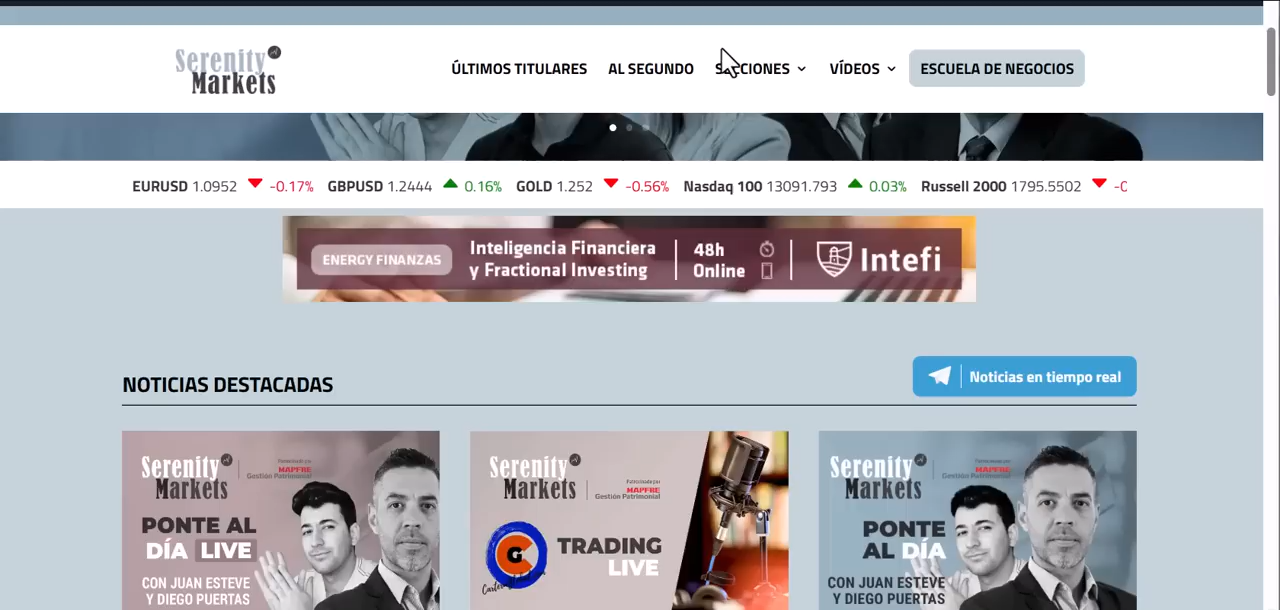 Serenity
Markets
ÚLTIMOS TITULARES
AL SEGUNDO
SECCIONES
VÍDEOS
ESCUELA DE NEGOCIOS
EURUSD 1.0952 -0.17% GBPUSD 1.2444 0.16% GOLD 1.252 -0.56% Nasdaq 100 13091.793 0.03% Russell 2000 1795.5502
ENERGY FINANZAS
Inteligencia Financiera
y Fractional Investing
48h
Online
Intefi
NOTICIAS DESTACADAS
Noticias en tiempo real
Serenity
Markets
MAPFRE
Gestión Patrimonial
PONTE AL
DÍA LIVE
CON JUAN ESTEVE
Y DIEGO PUERTAS
Serenity
Markets
MAPFRE
Gestión Patrimonial
TRADING
LIVE
Serenity
Markets
MAPFRE
Gestión Patrimonial
PONTE
AL DÍA
CON JUAN ESTEVE
Y DIEGO PUERTAS